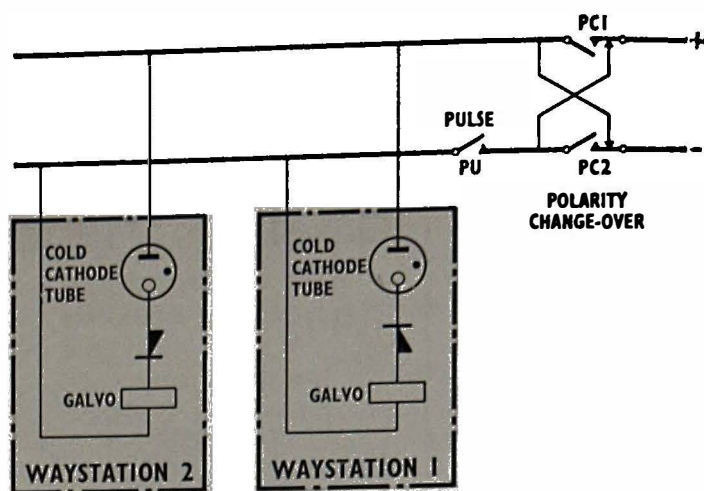 PC1
+
PULSE
PU
PC2
-
POLARITY
CHANGE-OVER
COLD
CATHODE
TUBE
GALVO
WAYSTATION 2
COLD
CATHODE
TUBE
GALVO
WAYSTATION 1